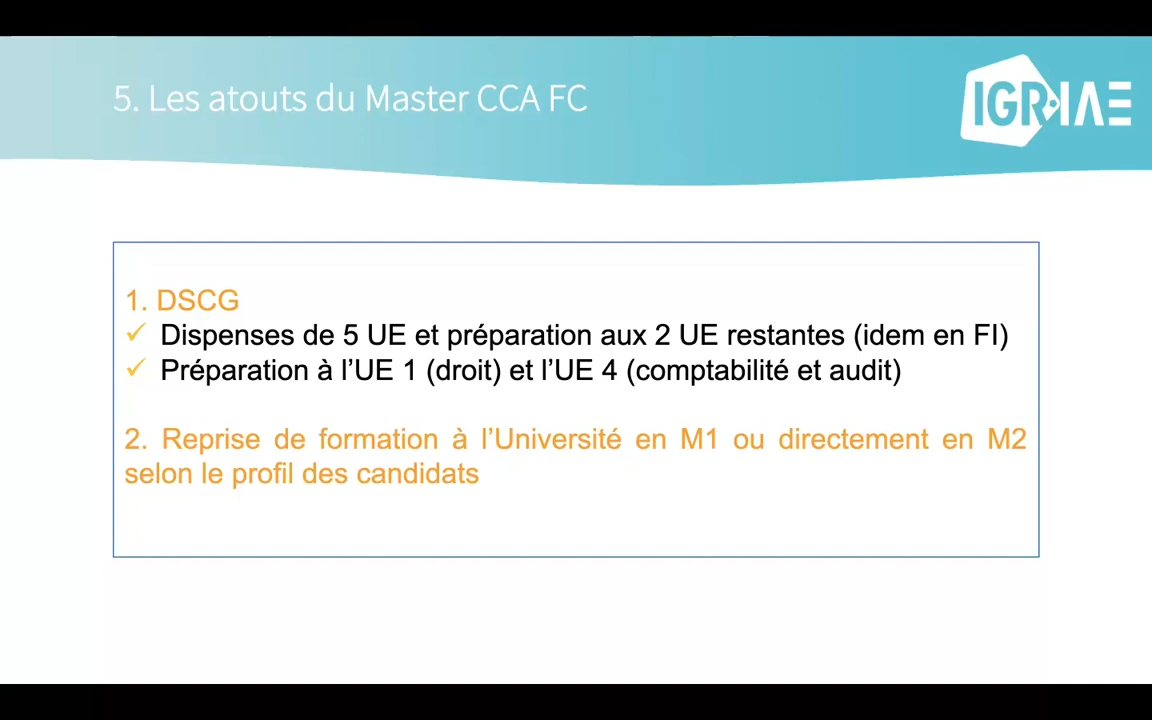 5. Les atouts du Master CCA FC
IGR-IAE
1. DSCG
✓ Dispenses de 5 UE et préparation aux 2 UE restantes (idem en FI)
✓ Préparation à l’UE 1 (droit) et l’UE 4 (comptabilité et audit)
2. Reprise de formation à l’Université en M1 ou directement en M2
selon le profil des candidats